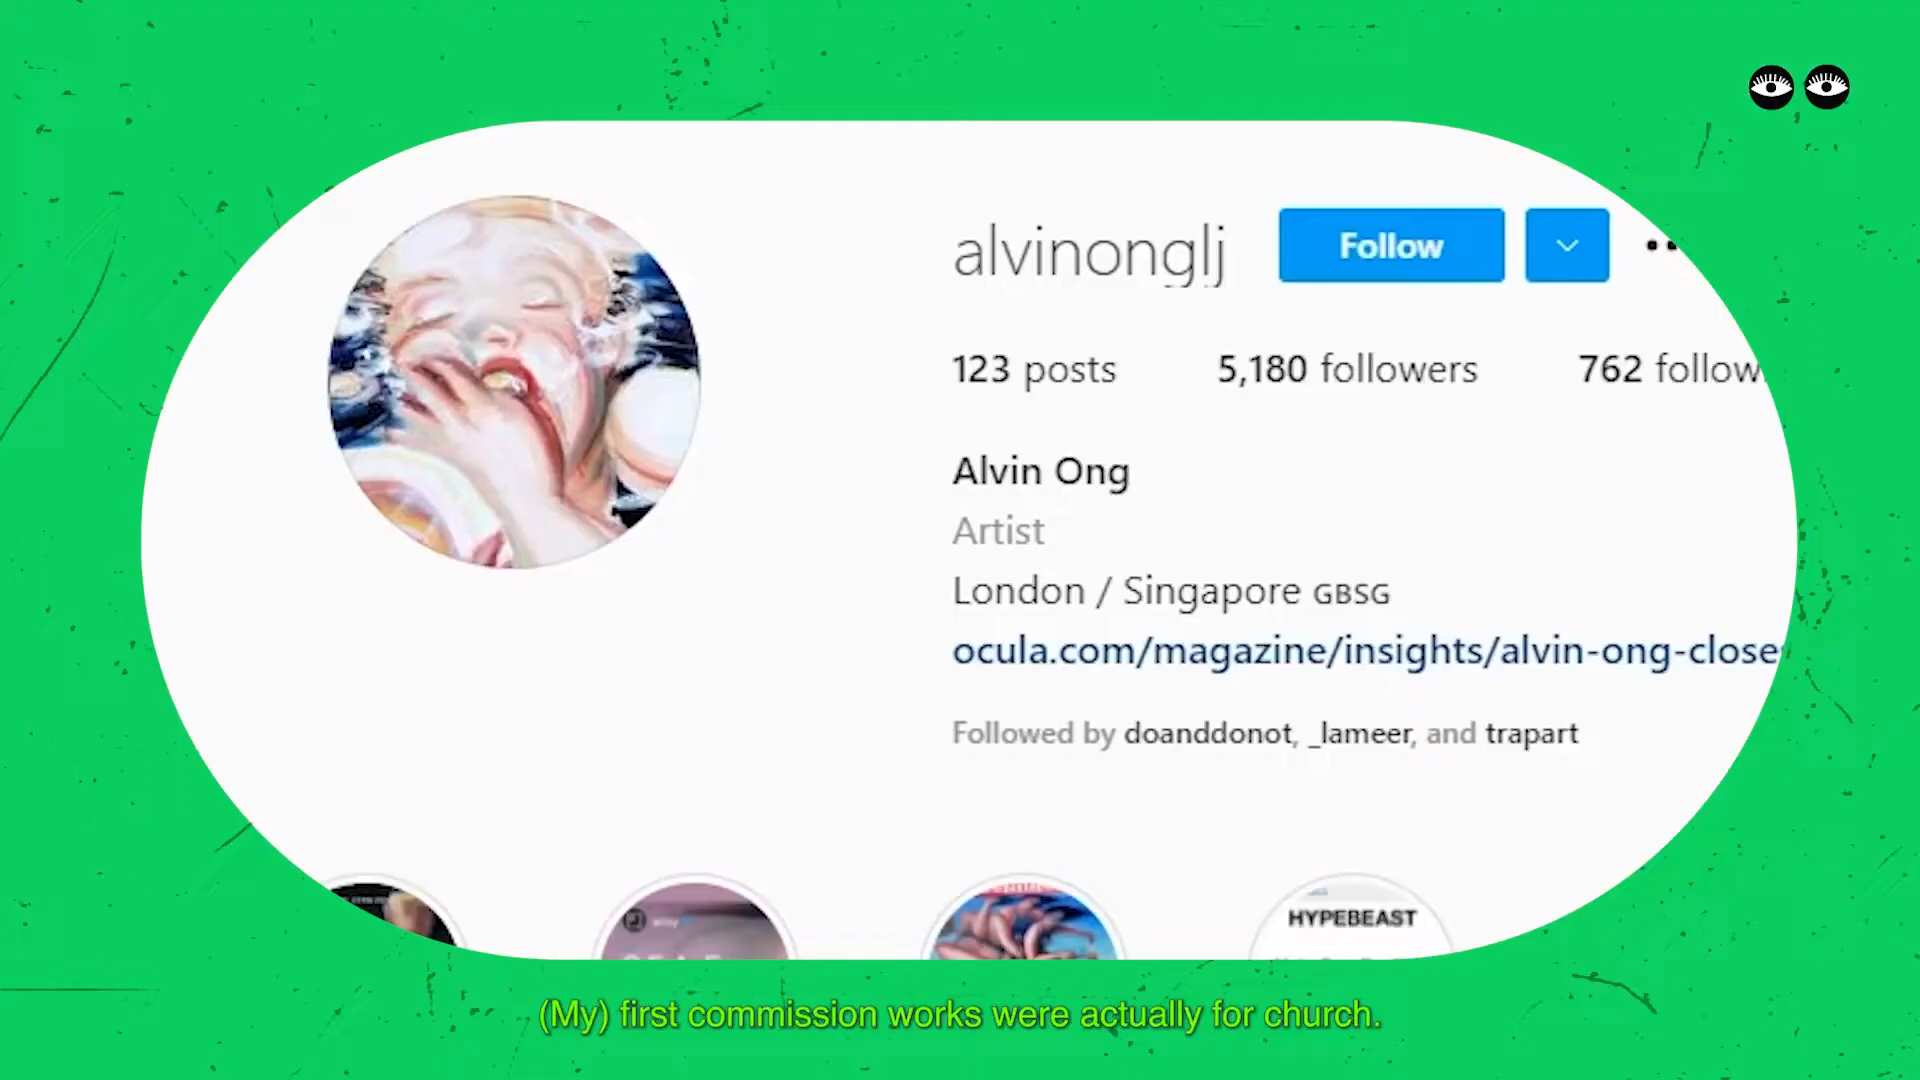 alvinonglj Follow
123 posts 5,180 followers 762 follow
Alvin Ong
Artist
London / Singapore GBSG
ocula.com/magazine/insights/alvin-ong-close
Followed by doanddonot, _lameer, and trapart
HYPEBEAST
(My) first commission works were actually for church.